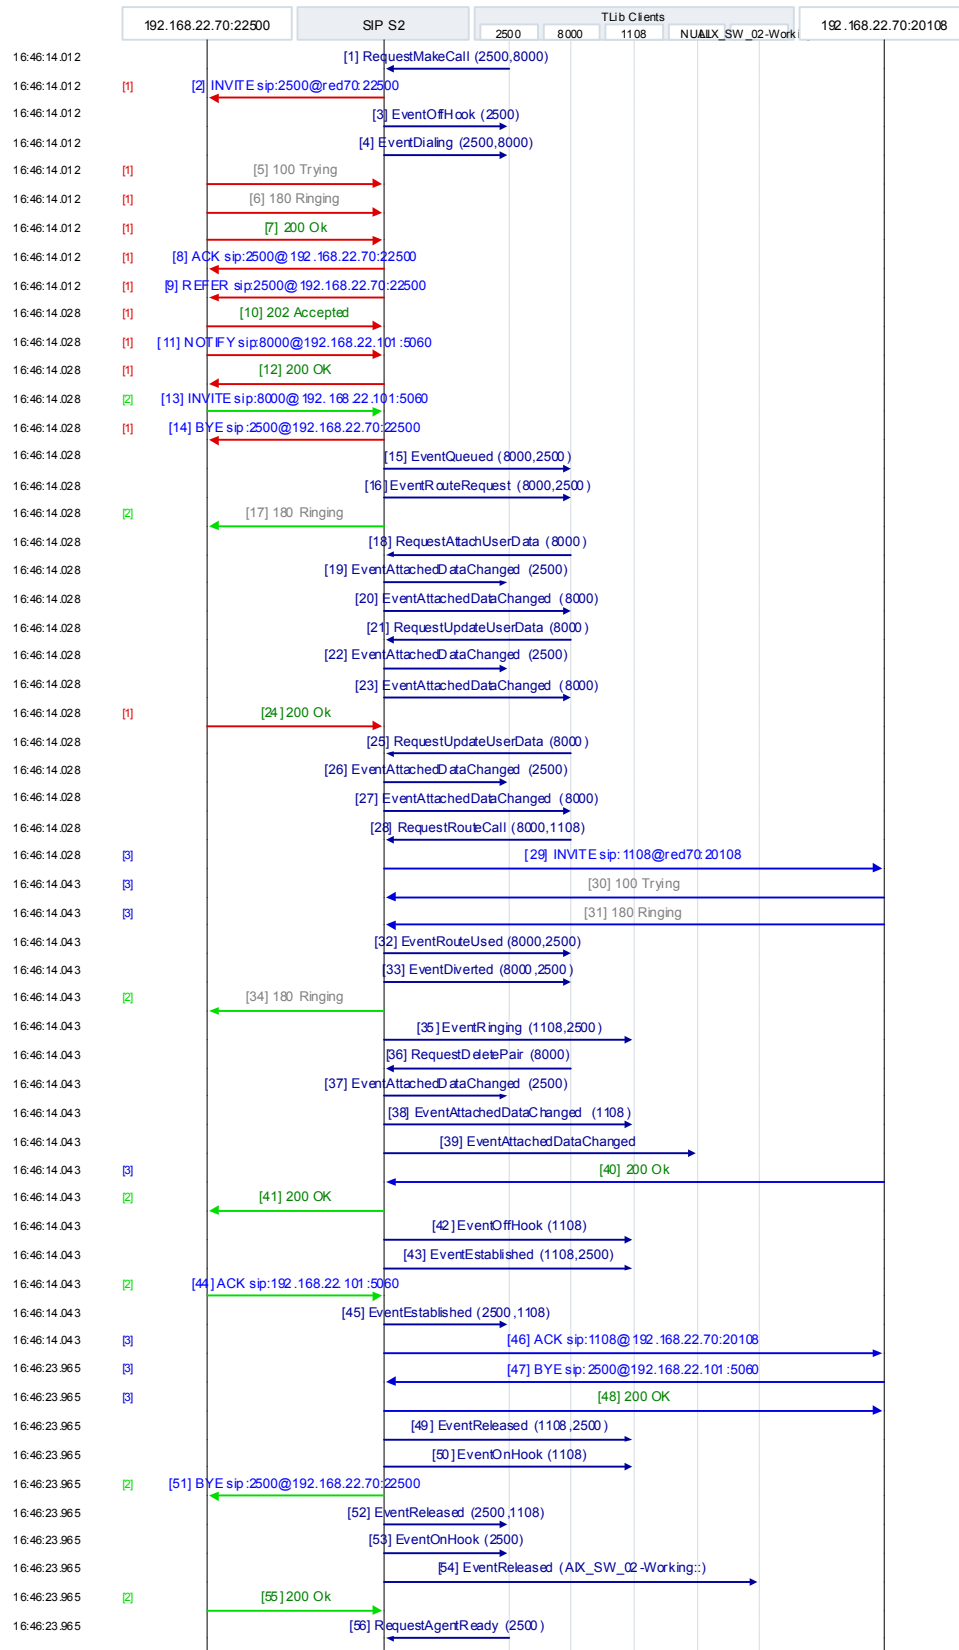 192.168.22.70:22500
SIP S2
TLib Clients
192.168.22.70:20108
2500 8000 1108
16:46:14.012 [1] RequestMakeCall (2500,8000)
16:46:14.012 [1] [2] INVITE sip:2500@red70:22500
16:46:14.012 [3] EventOffHook (2500)
16:46:14.012 [4] EventDialing (2500,8000)
16:46:14.012 [1] [5] 100 Trying
16:46:14.012 [1] [6] 180 Ringing
16:46:14.012 [1] [7] 200 Ok
16:46:14.012 [1] [8] ACK sip:2500@192.168.22.70:22500
16:46:14.012 [1] [9] REFER sip:2500@192.168.22.70:22500
16:46:14.028 [1] [10] 202 Accepted
16:46:14.028 [1] [11] NOTIFY sip:8000@192.168.22.101:5060
16:46:14.028 [1] [12] 200 OK
16:46:14.028 [2] [13] INVITE sip:8000@192.168.22.101:5060
16:46:14.028 [1] [14] BYE sip:2500@192.168.22.70:22500
16:46:14.028 [15] EventQueued (8000,2500)
16:46:14.028 [16] EventRouteRequest (8000,2500)
16:46:14.028 [2] [17] 180 Ringing
16:46:14.028 [18] RequestAttachUserData (8000)
16:46:14.028 [19] EventAttachedDataChanged (2500)
16:46:14.028 [20] EventAttachedDataChanged (8000)
16:46:14.028 [21] RequestUpdateUserData (8000)
16:46:14.028 [22] EventAttachedDataChanged (2500)
16:46:14.028 [23] EventAttachedDataChanged (8000)
16:46:14.028 [1] [24] 200 Ok
16:46:14.028 [25] RequestUpdateUserData (8000)
16:46:14.028 [26] EventAttachedDataChanged (2500)
16:46:14.028 [27] EventAttachedDataChanged (8000)
16:46:14.028 [28] RequestRouteCall (8000,1108)
16:46:14.028 [3] [29] INVITE sip:1108@red70:20108
16:46:14.043 [3] [30] 100 Trying
16:46:14.043 [3] [31] 180 Ringing
16:46:14.043 [32] EventRouteUsed (8000,2500)
16:46:14.043 [33] EventDiverted (8000,2500)
16:46:14.043 [2] [34] 180 Ringing
16:46:14.043 [35] EventRinging (1108,2500)
16:46:14.043 [36] RequestDeletePair (8000)
16:46:14.043 [37] EventAttachedDataChanged (2500)
16:46:14.043 [38] EventAttachedDataChanged (1108)
16:46:14.043 [39] EventAttachedDataChanged
16:46:14.043 [3] [40] 200 Ok
16:46:14.043 [2] [41] 200 OK
16:46:14.043 [42] EventOffHook (1108)
16:46:14.043 [43] EventEstablished (1108,2500)
16:46:14.043 [2] [44] ACK sip:192.168.22.101:5060
16:46:14.043 [45] EventEstablished (2500,1108)
16:46:14.043 [3] [46] ACK sip:1108@192.168.22.70:20108
16:46:23.965 [3] [47] BYE sip:2500@192.168.22.101:5060
16:46:23.965 [3] [48] 200 OK
16:46:23.965 [49] EventReleased (1108,2500)
16:46:23.965 [50] EventOnHook (1108)
16:46:23.965 [2] [51] BYE sip:2500@192.168.22.70:22500
16:46:23.965 [52] EventReleased (2500,1108)
16:46:23.965 [53] EventOnHook (2500)
16:46:23.965 [54] EventReleased (AIX_SW_02-Working::)
16:46:23.965 [2] [55] 200 Ok
16:46:23.965 [56] RequestAgentReady (2500)